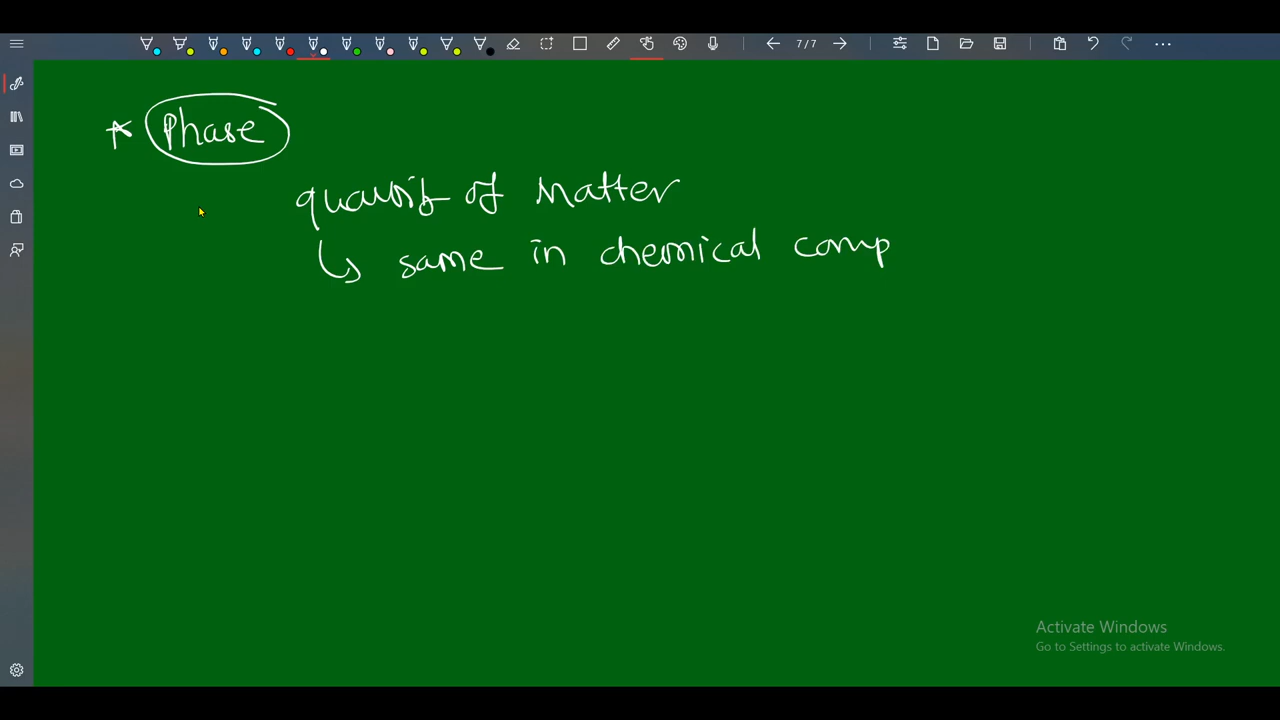 7/7
* Phase
quantity of Matter
↳ same in chemical comp
Activate Windows
Go to Settings to activate Windows.